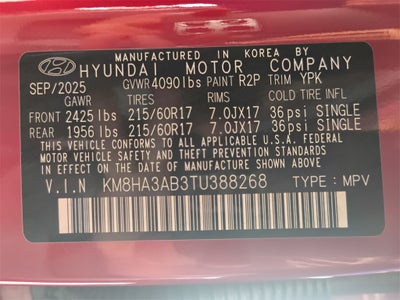 MANUFACTURED IN KOREA BY
HYUNDAI MOTOR COMPANY
SEP/2025 GVWR 4090 lbs PAINT R2P TRIM YPK
GAWR TIRES RIMS COLD TIRE INFL
FRONT 2425 lbs 215/60R17 7.0JX17 36psi SINGLE
REAR 1956 lbs 215/60R17 7.0JX17 36psi SINGLE
THIS VEHICLE CONFORMS TO ALL APPLICABLE U.S.A. FEDERAL
MOTOR VEHICLE SAFETY AND THEFT PREVENTION STANDARDS
IN EFFECT ON THE DATE OF MANUFACTURE SHOWN ABOVE.
V.I.N KM8HA3AB3TU388268 TYPE : MPV